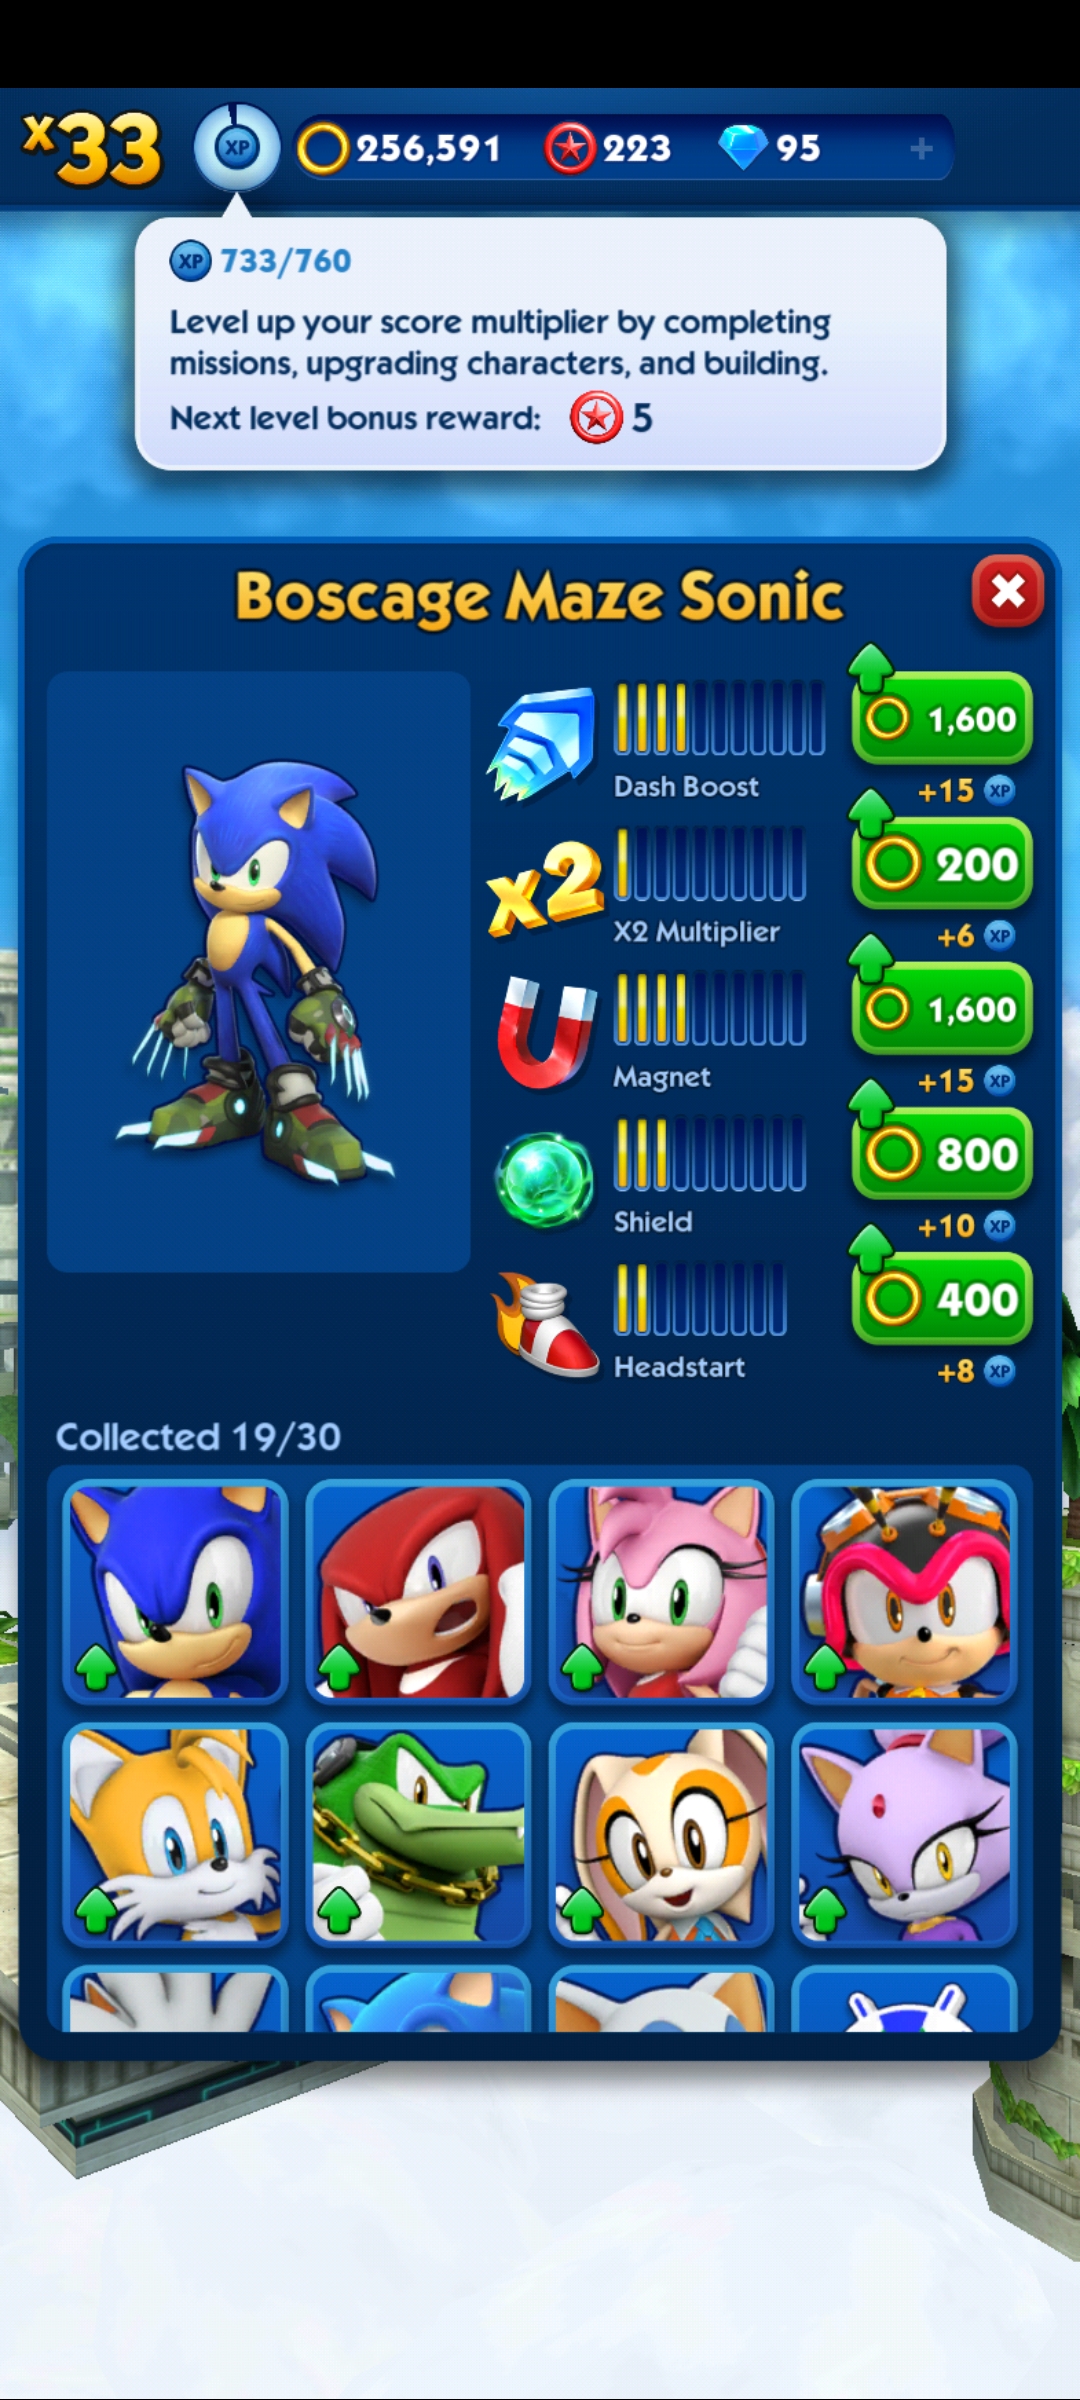 x33
XP
256,591
223
95
+
XP 733/760
Level up your score multiplier by completing
missions, upgrading characters, and building.
Next level bonus reward: 5
Boscage Maze Sonic
1,600
Dash Boost
+15 XP
x2
200
X2 Multiplier
+6 XP
1,600
Magnet
+15 XP
800
Shield
+10 XP
400
Headstart
+8 XP
Collected 19/30